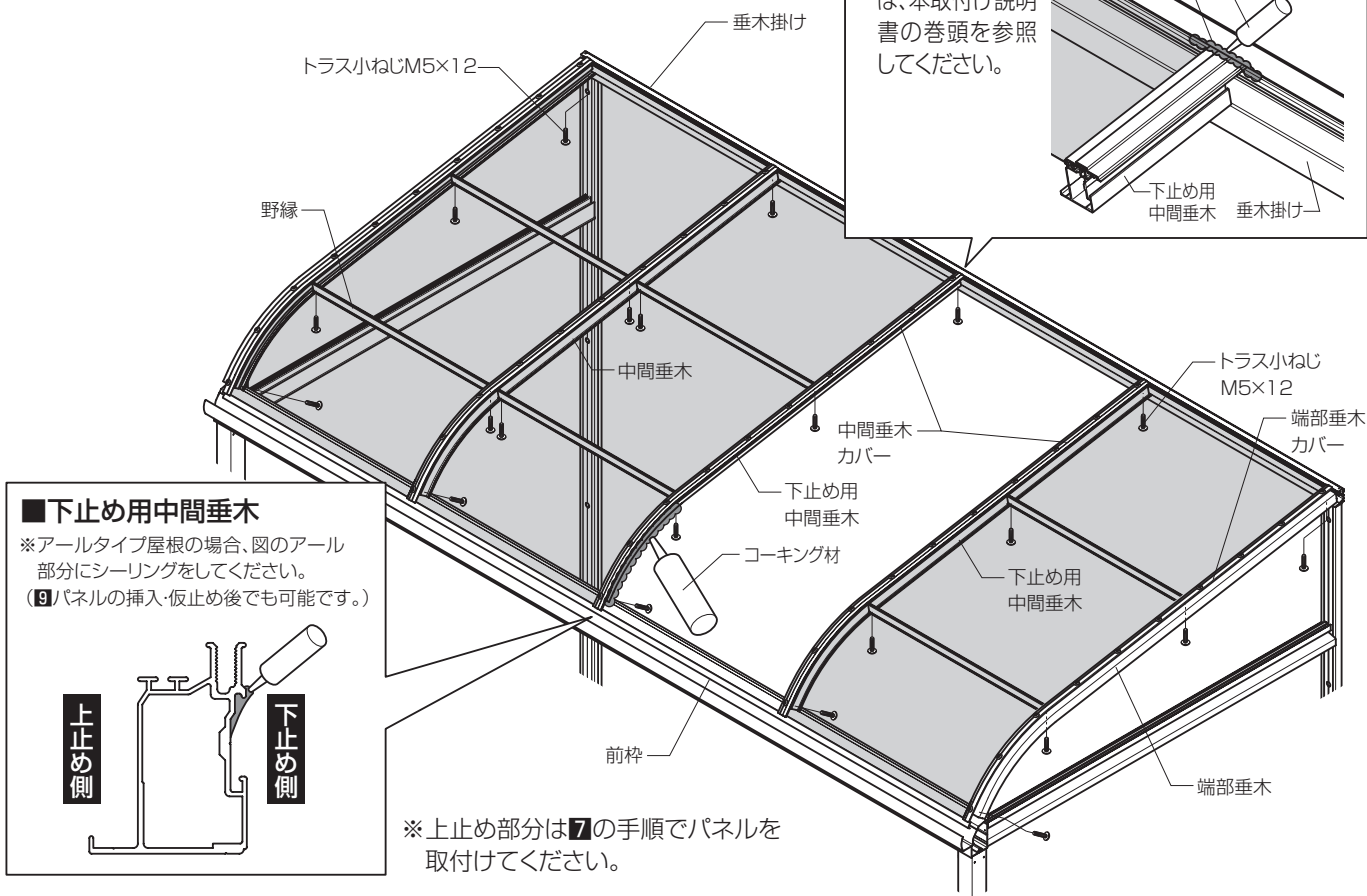 は、本取付け説明
書の巻頭を参照
してください。
下止め用
中間垂木
垂木掛け
垂木掛け
トラス小ねじM5×12
野縁
中間垂木
トラス小ねじ
M5×12
端部垂木
カバー
中間垂木
カバー
下止め用
中間垂木
コーキング材
下止め用
中間垂木
■下止め用中間垂木
※アールタイプ屋根の場合、図のアール
部分にシーリングをしてください。
(9パネルの挿入・仮止め後でも可能です。)
上止め側
下止め側
前枠
端部垂木
※上止め部分は7の手順でパネルを
取付けてください。